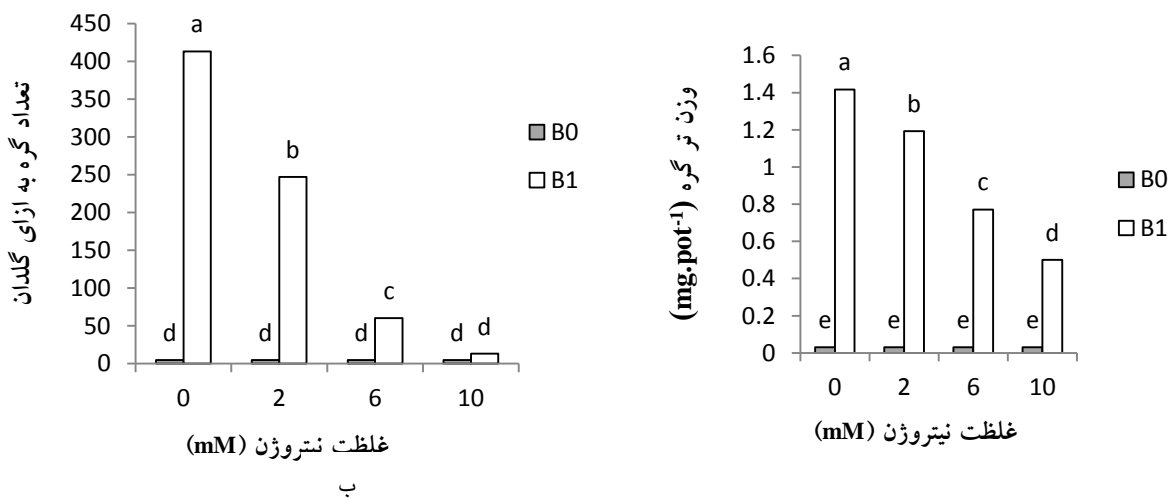 تعداد گره به ازای گلدان
450
400
350
300
250
200
150
100
50
0
a
b
c
d d d d d
0 2 6 10
غلظت نتروژن (mM)
ب
B0
B1
وزن تر گره (mg.pot-1)
1.6
1.4
1.2
1
0.8
0.6
0.4
0.2
0
a
b
c
d
e e e e
0 2 6 10
غلظت نیتروژن (mM)
B0
B1